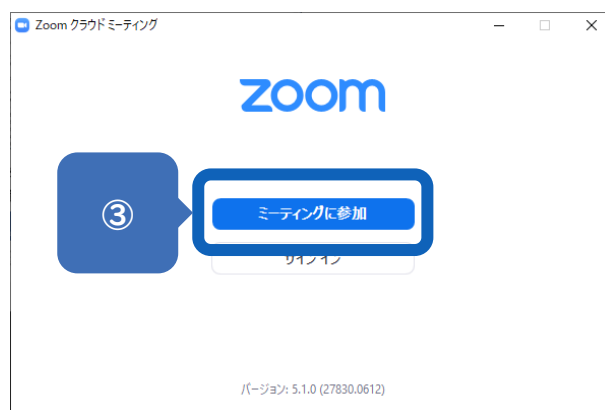 Zoom クラウド ミーティング
zoom
③
ミーティングに参加
サイン イン
バージョン: 5.1.0 (27830.0612)